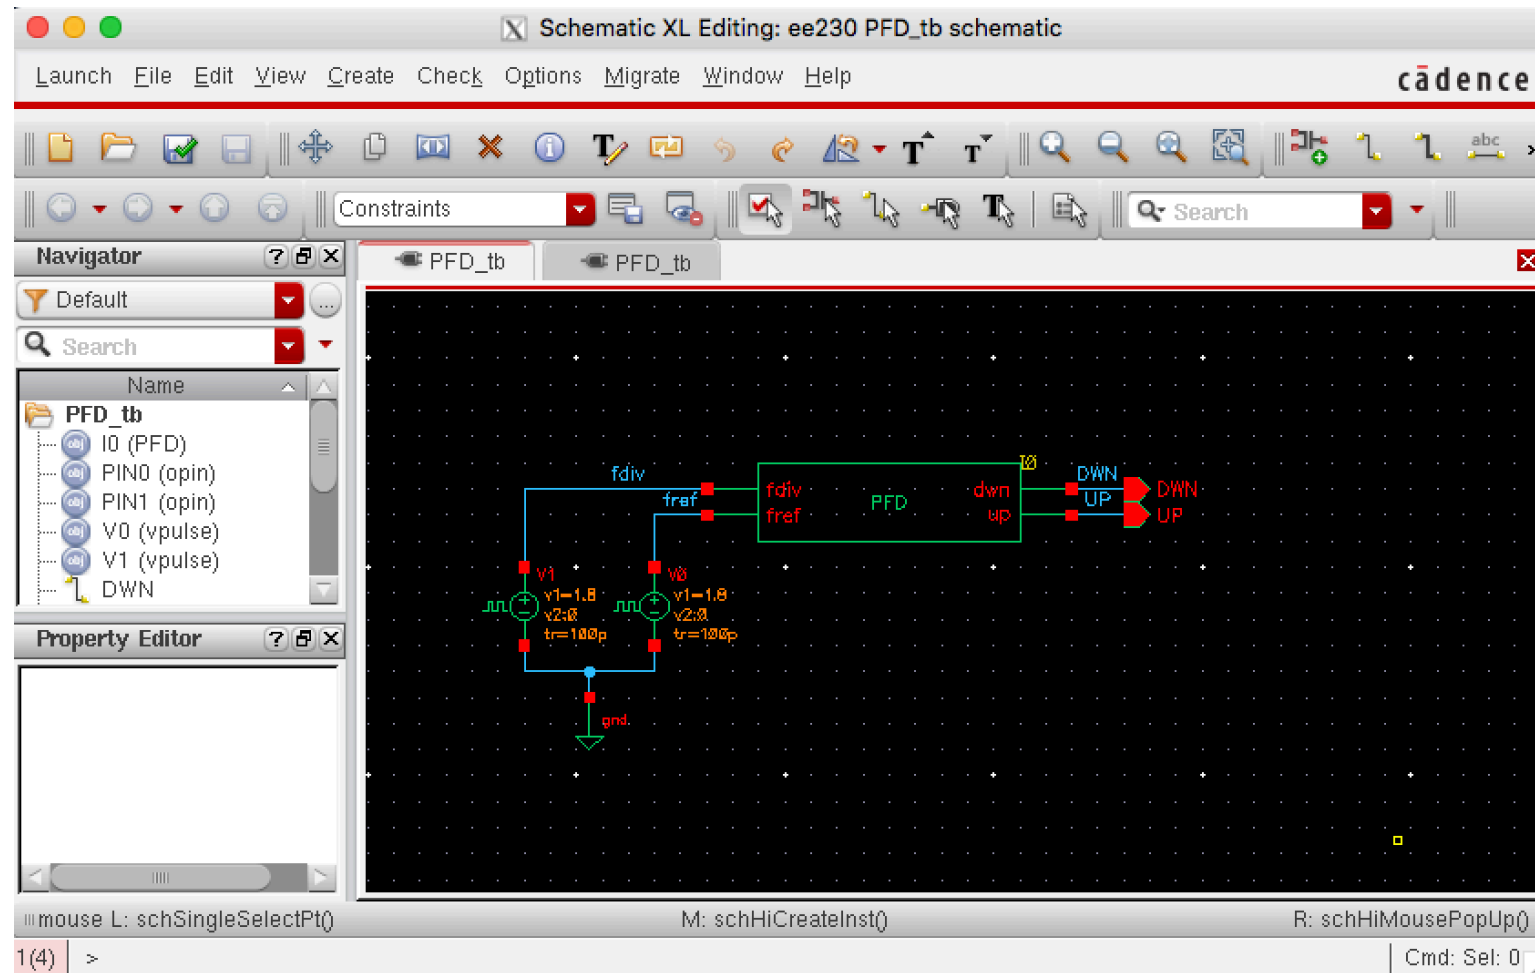 Schematic XL Editing: ee230 PFD_tb schematic
Launch File Edit View Create Check Options Migrate Window Help
cādence
abc
Constraints
Search
Navigator
PFD_tb
PFD_tb
Default
Search
Name
PFD_tb
I0 (PFD)
PIN0 (opin)
PIN1 (opin)
V0 (vpulse)
V1 (vpulse)
DWN
Property Editor
fdiv
fref
I0
fdiv
fref
PFD
dwn
up
DWN
UP
DWN
UP
V1
v1=1.8
v2:0
tr=100p
V0
v1=1.8
v2:0
tr=100p
gnd
mouse L: schSingleSelectPt()
M: schHiCreateInst()
R: schHiMousePopUp()
1(4)
>
Cmd: Sel: 0